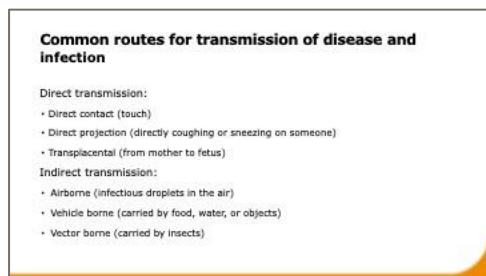 Common routes for transmission of disease and
infection
Direct transmission:
• Direct contact (touch)
• Direct projection (directly coughing or sneezing on someone)
• Transplacental (from mother to fetus)
Indirect transmission:
• Airborne (infectious droplets in the air)
• Vehicle borne (carried by food, water, or objects)
• Vector borne (carried by insects)